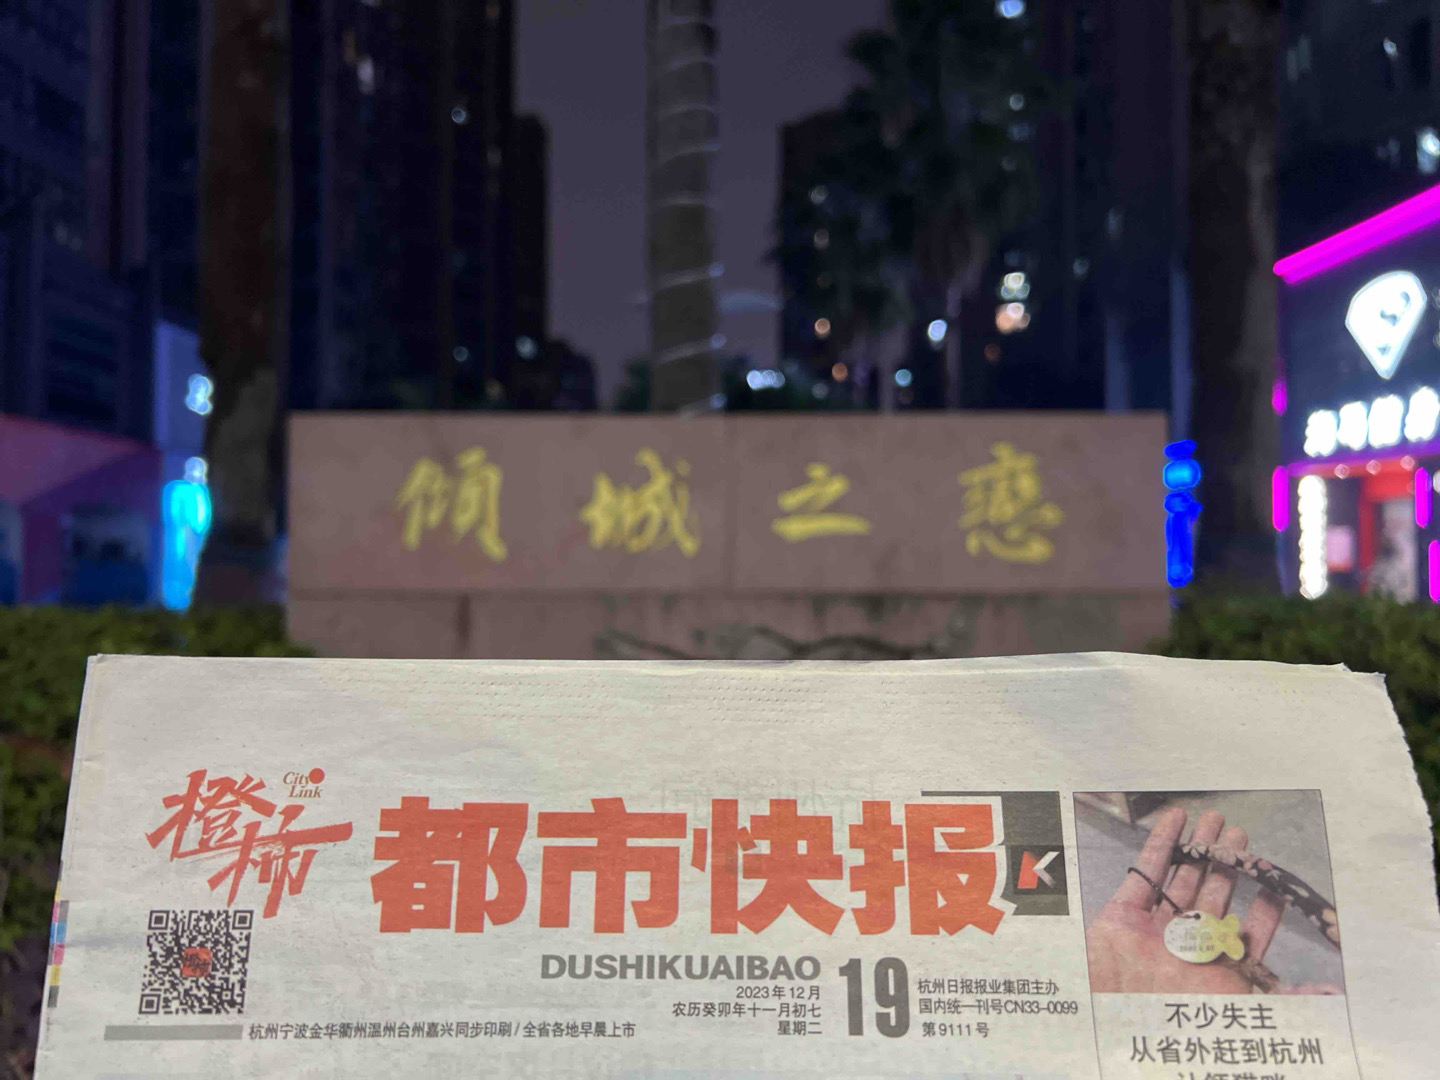 倾城之恋
橙柿
City
Link
都市快报
DUSHIKUAIBAO
2023年12月
农历癸卯年十一月初七
星期二
19
杭州日报报业集团主办
国内统一刊号CN33-0099
第9111号
杭州宁波金华衢州温州台州嘉兴同步印刷/全省各地早晨上市
不少失主
从省外赶到杭州